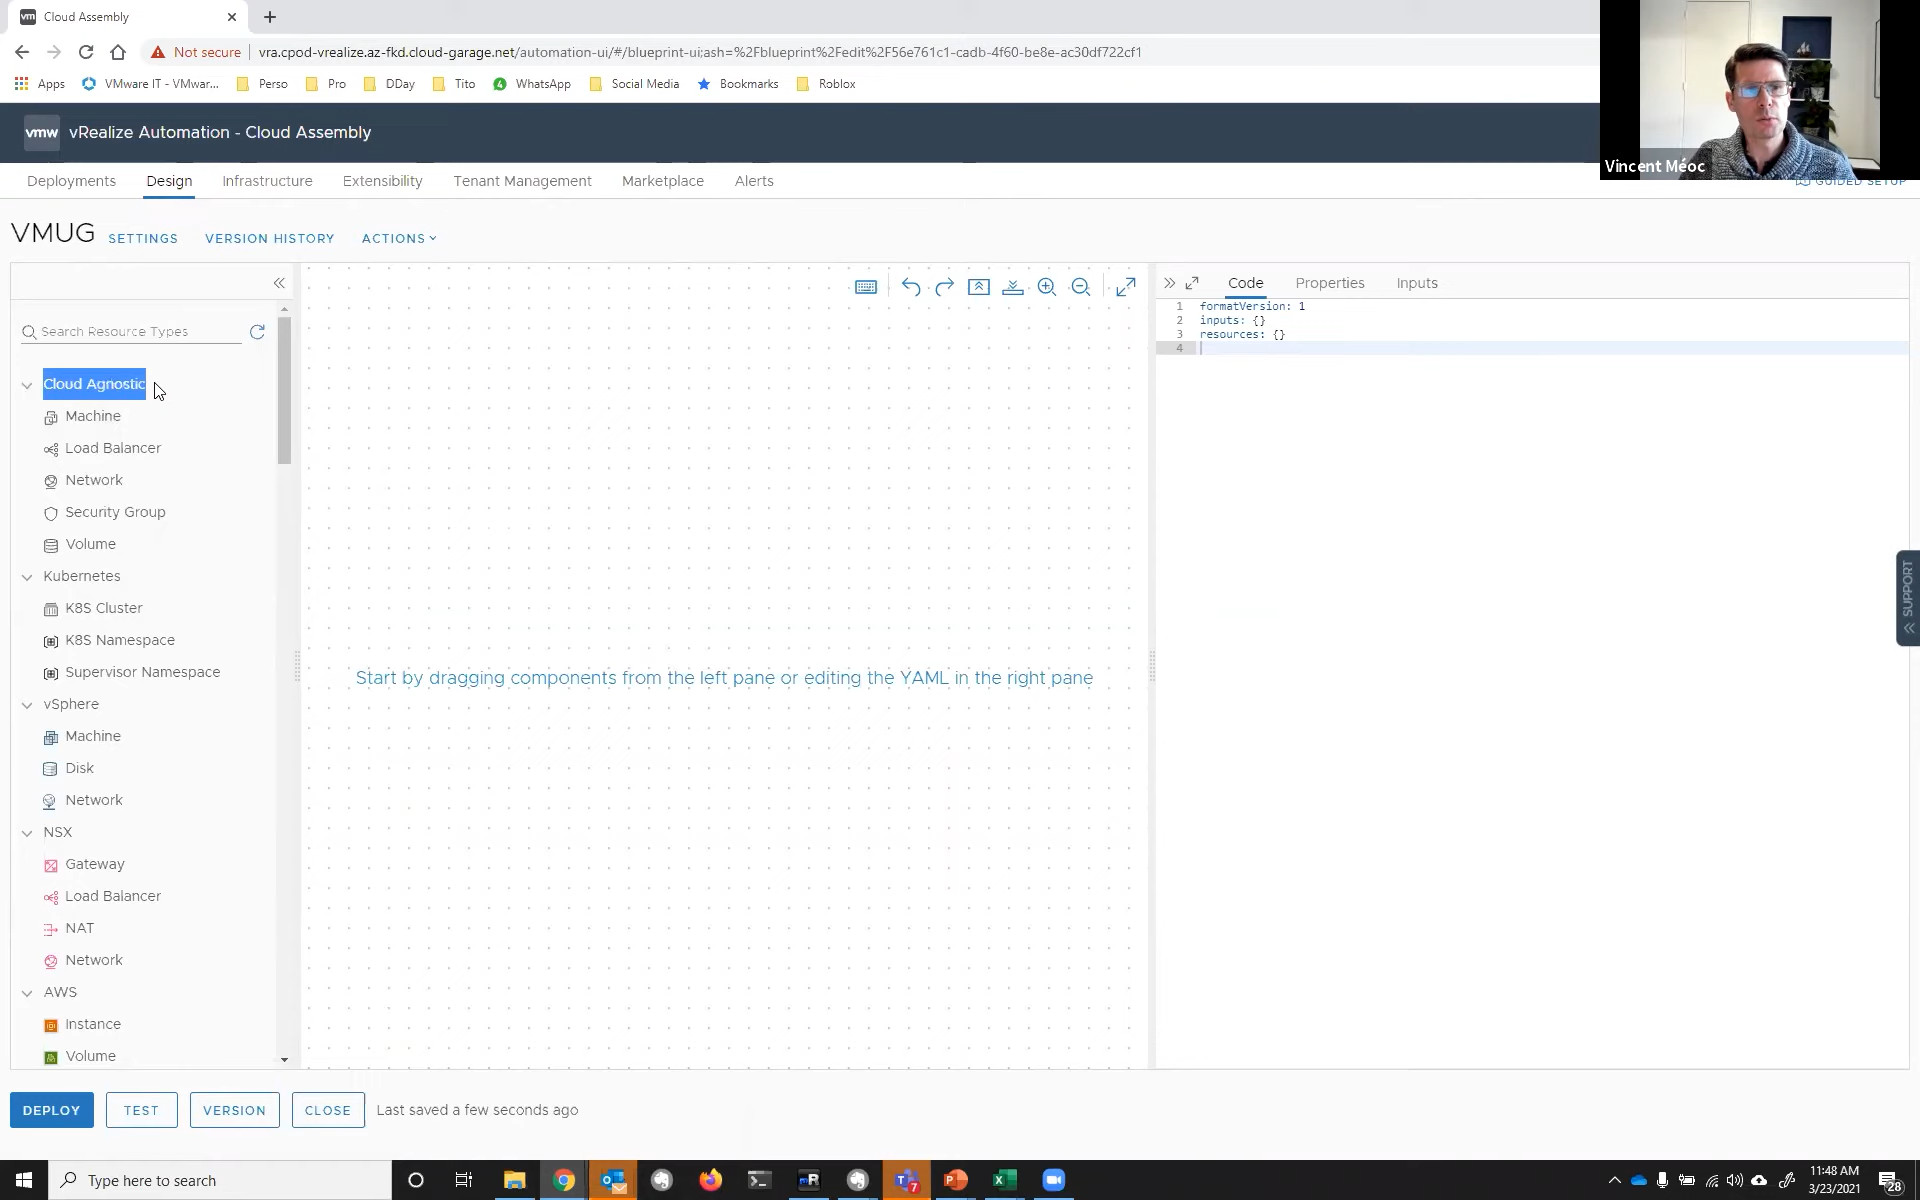 vm Cloud Assembly
Not secure vra.cpod-vrealize.az-fkd.cloud-garage.net/automation-ui/#/blueprint-ui;ash=%2Fblueprint%2Fedit%2F56e761c1-cadb-4f60-be8e-ac30df722cf1
Apps VMware IT - VMwar... Perso Pro DDay Tito WhatsApp Social Media Bookmarks Roblox
vmw vRealize Automation - Cloud Assembly
Vincent Méoc
Deployments Design Infrastructure Extensibility Tenant Management Marketplace Alerts GUIDED SETUP
VMUG SETTINGS VERSION HISTORY ACTIONS
Code Properties Inputs
Search Resource Types
1 formatVersion: 1
2 inputs: {}
3 resources: {}
4
Cloud Agnostic
Machine
Load Balancer
Network
Security Group
Volume
Kubernetes
K8S Cluster
K8S Namespace
Supervisor Namespace
vSphere
Machine
Disk
Network
NSX
Gateway
Load Balancer
NAT
Network
AWS
Instance
Volume
Start by dragging components from the left pane or editing the YAML in the right pane
SUPPORT
DEPLOY TEST VERSION CLOSE Last saved a few seconds ago
Type here to search
7
11:48 AM
3/23/2021
28